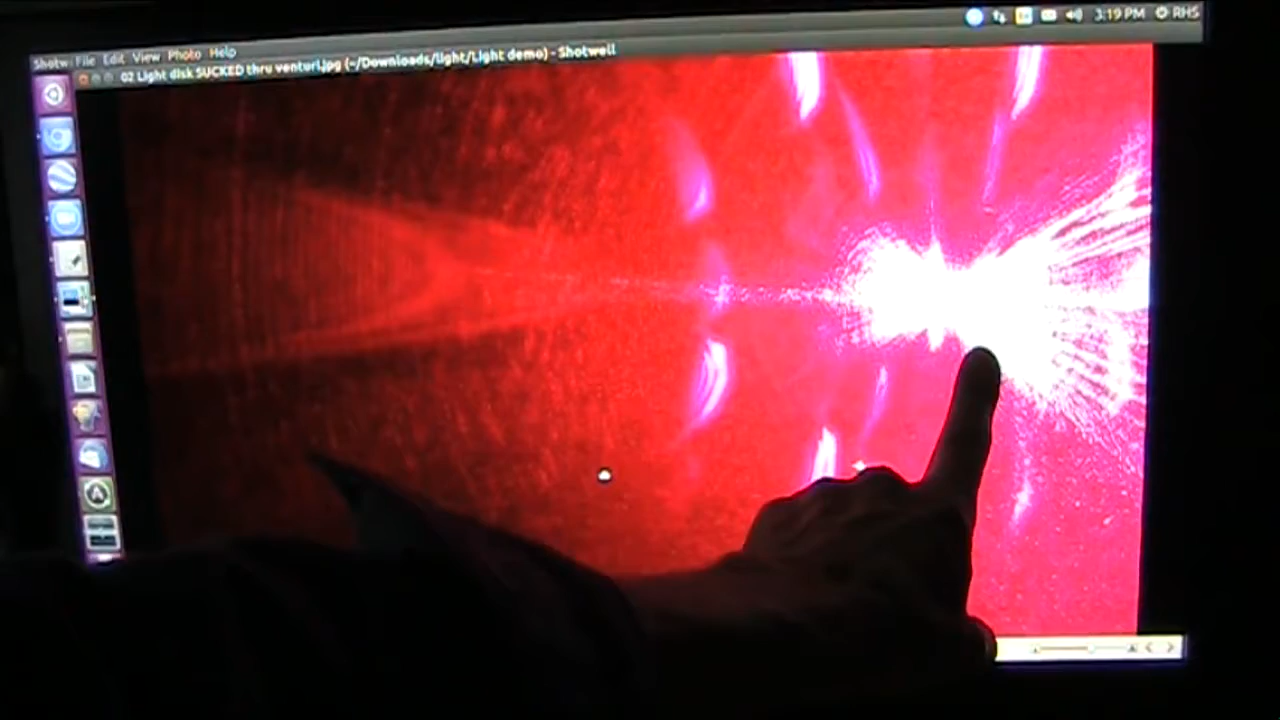 3:19 PM RHS
Shotw File Edit View Photo Help
02 Light disk SUCKED thru venturi.jpg (~/Downloads/light/Light demo) - Shotwell